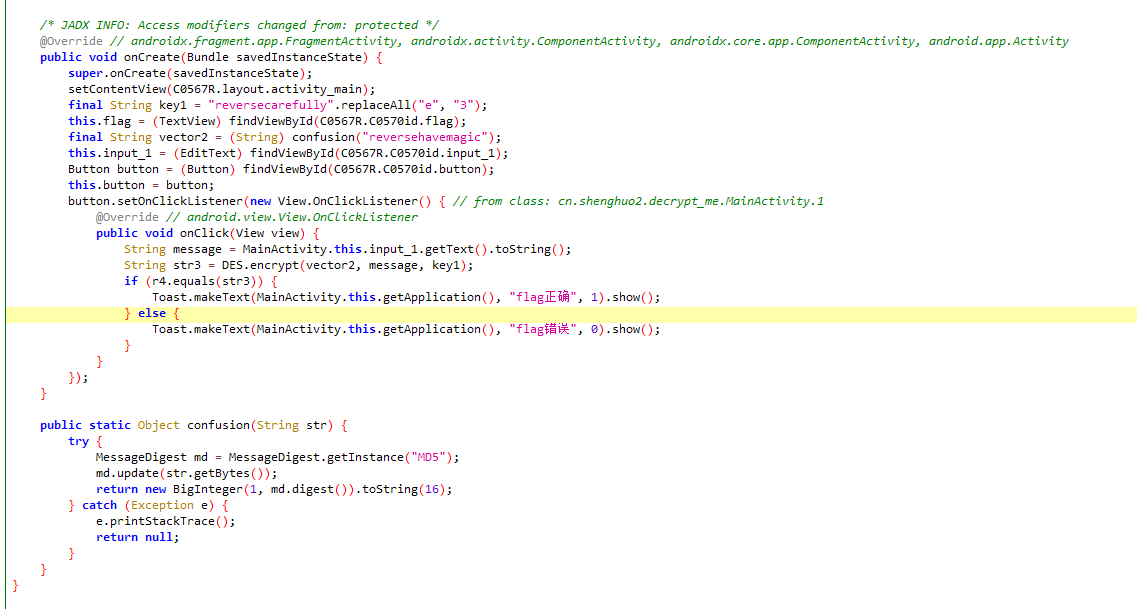 /* JADX INFO: Access modifiers changed from: protected */
@Override // androidx.fragment.app.FragmentActivity, androidx.activity.ComponentActivity, androidx.core.app.ComponentActivity, android.app.Activity
public void onCreate(Bundle savedInstanceState) {
super.onCreate(savedInstanceState);
setContentView(C0567R.layout.activity_main);
final String key1 = "reversecarefully".replaceAll("e", "3");
this.flag = (TextView) findViewById(C0567R.C0570id.flag);
final String vector2 = (String) confusion("reversehavemagic");
this.input_1 = (EditText) findViewById(C0567R.C0570id.input_1);
Button button = (Button) findViewById(C0567R.C0570id.button);
this.button = button;
button.setOnClickListener(new View.OnClickListener() { // from class: cn.shenghuo2.decrypt_me.MainActivity.1
@Override // android.view.View.OnClickListener
public void onClick(View view) {
String message = MainActivity.this.input_1.getText().toString();
String str3 = DES.encrypt(vector2, message, key1);
if (r4.equals(str3)) {
Toast.makeText(MainActivity.this.getApplication(), "flag正确", 1).show();
} else {
Toast.makeText(MainActivity.this.getApplication(), "flag错误", 0).show();
}
}
});
}
public static Object confusion(String str) {
try {
MessageDigest md = MessageDigest.getInstance("MD5");
md.update(str.getBytes());
return new BigInteger(1, md.digest()).toString(16);
} catch (Exception e) {
e.printStackTrace();
return null;
}
}
}